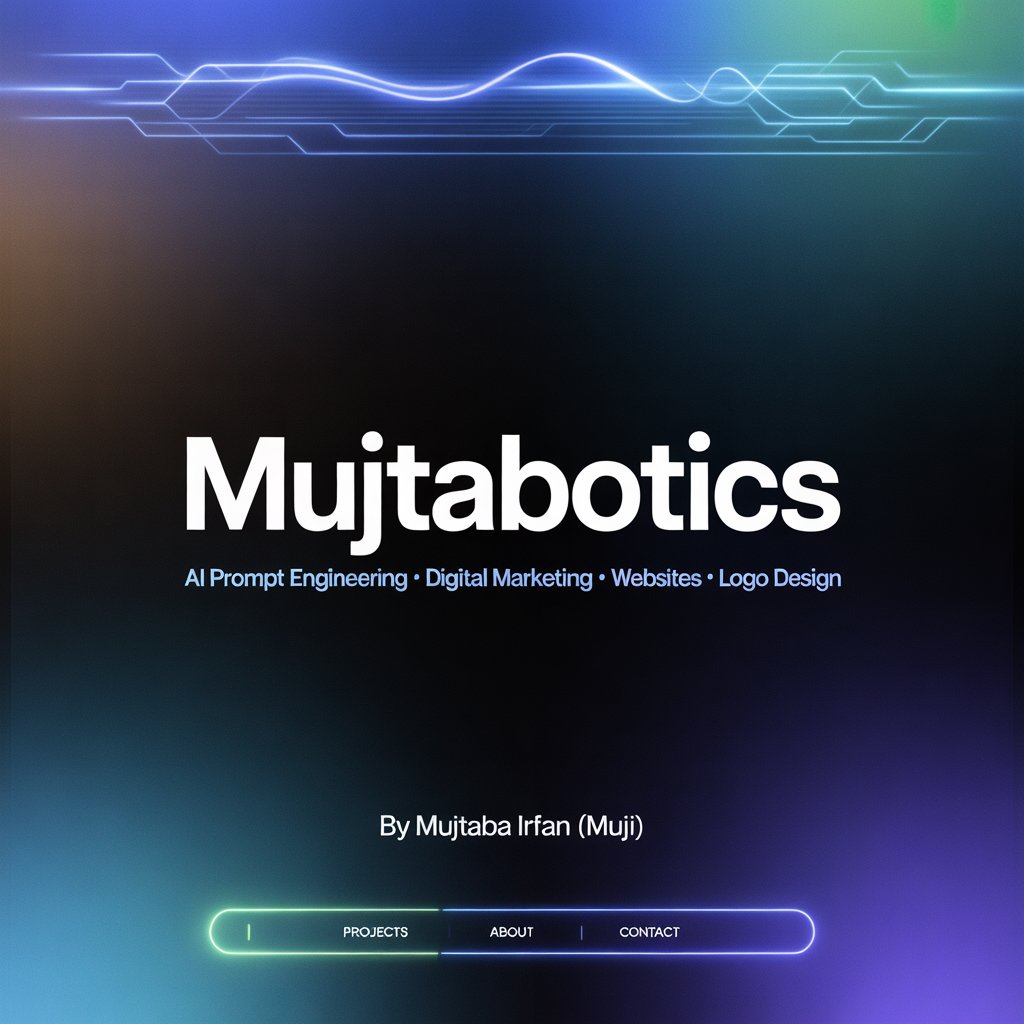 Mujtabotics
AI Prompt Engineering • Digital Marketing • Websites • Logo Design
By Mujtaba Irfan (Muji)
PROJECTS | ABOUT | CONTACT